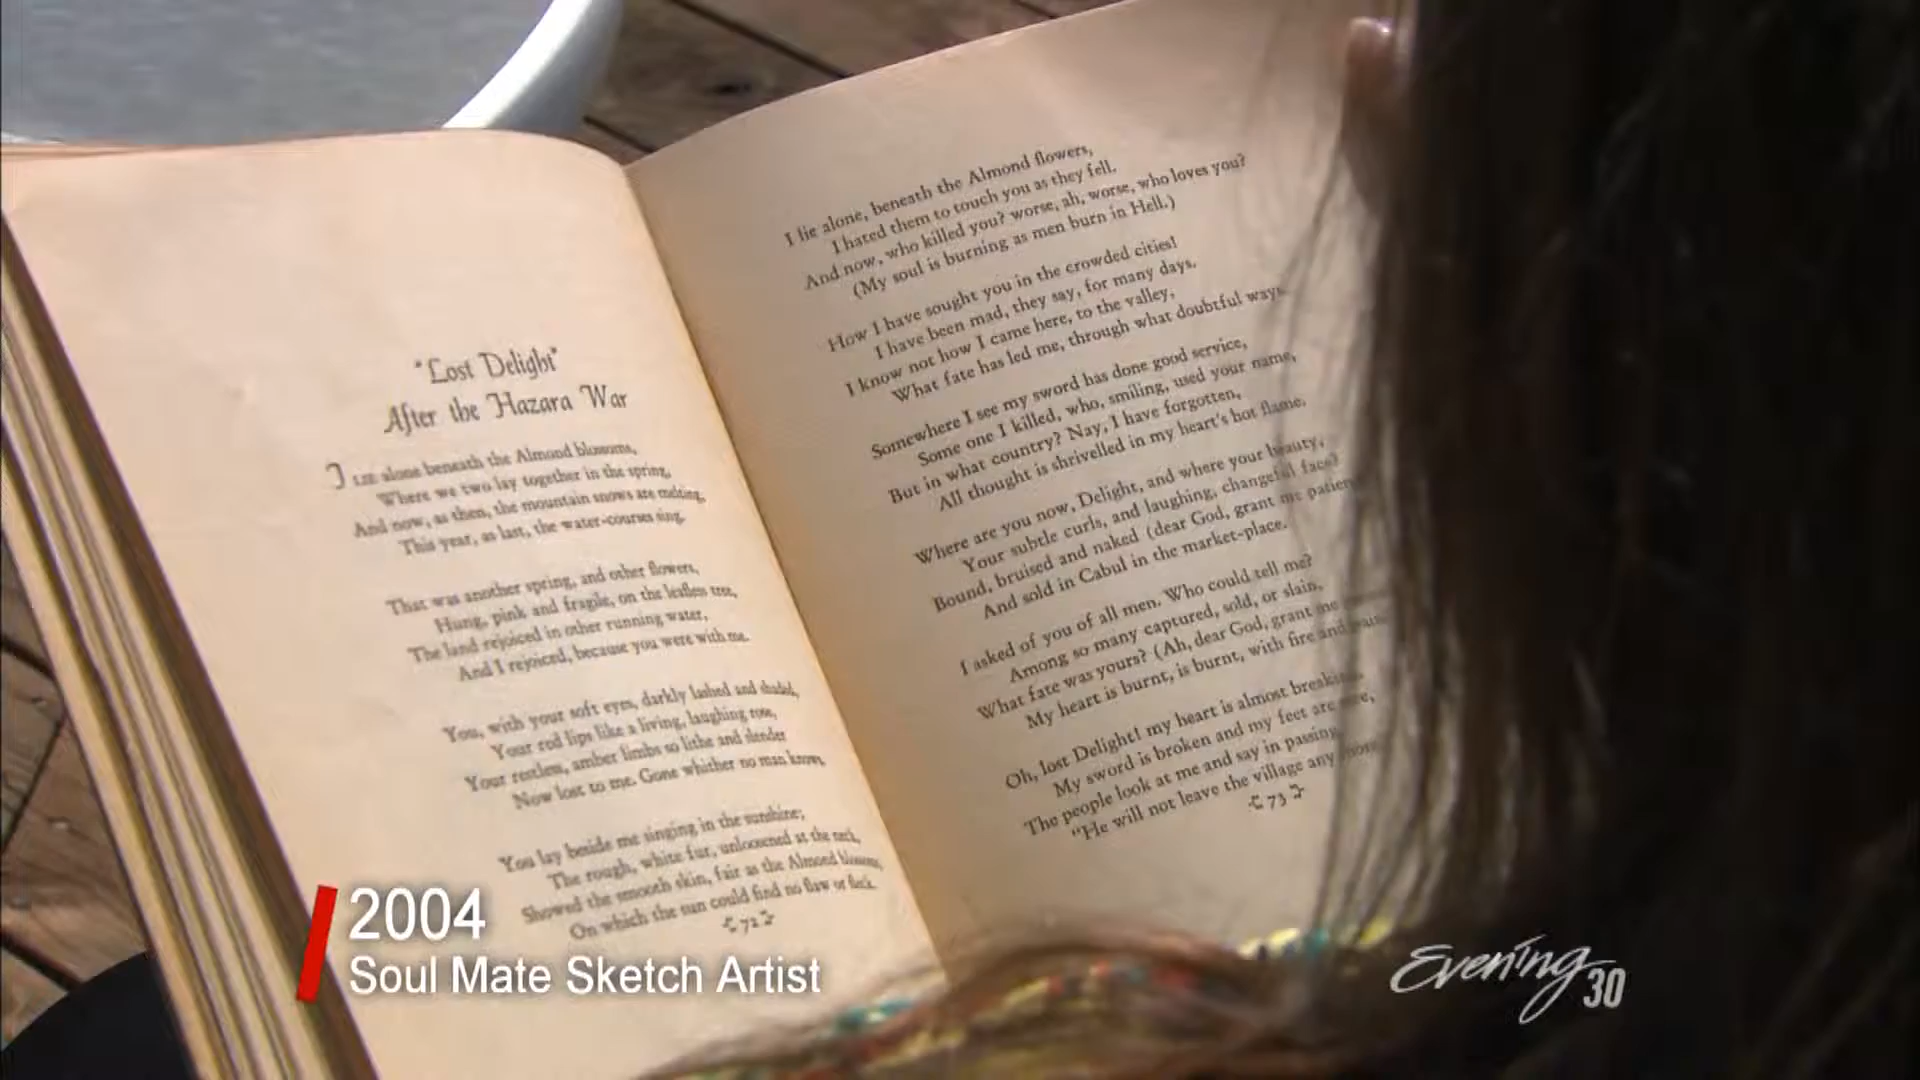 "Lost Delight"
After the Hazara War
I LIE alone beneath the Almond blossoms,
Where we two lay together in the spring,
And now, as then, the mountain snows are melting,
This year, as last, the water-courses sing.
That was another spring, and other flowers,
Hung, pink and fragile, on the leafless tree,
The land rejoiced in other running water,
And I rejoiced, because you were with me.
You, with your soft eyes, darkly lashed and shaded,
Your red lips like a living, laughing rose,
Your restless, amber limbs so lithe and slender
Now lost to me. Gone whither no man knows.
You lay beside me singing in the sunshine;
The rough, white fur, unloosened at the neck,
Showed the smooth skin, fair as the Almond blossoms,
On which the sun could find no flaw or fleck.
72
I lie alone, beneath the Almond flowers,
I hated them to touch you as they fell.
And now, who killed you? worse, ah, worse, who loves you?
(My soul is burning as men burn in Hell.)
How I have sought you in the crowded cities!
I have been mad, they say, for many days.
I know not how I came here, to the valley,
What fate has led me, through what doubtful ways.
Somewhere I see my sword has done good service,
Some one I killed, who, smiling, used your name,
But in what country? Nay, I have forgotten,
All thought is shrivelled in my heart's hot flame.
Where are you now, Delight, and where your beauty,
Your subtle curls, and laughing, changeful face?
Bound, bruised and naked (dear God, grant me patience
And sold in Cabul in the market-place.
I asked of you of all men. Who could tell me?
Among so many captured, sold, or slain,
What fate was yours? (Ah, dear God, grant me
My heart is burnt, is burnt, with fire and
Oh, lost Delight! my heart is almost
My sword is broken and my feet are
The people look at me and say in passing,
"He will not leave the village any more
73
2004
Soul Mate Sketch Artist
Evening
30